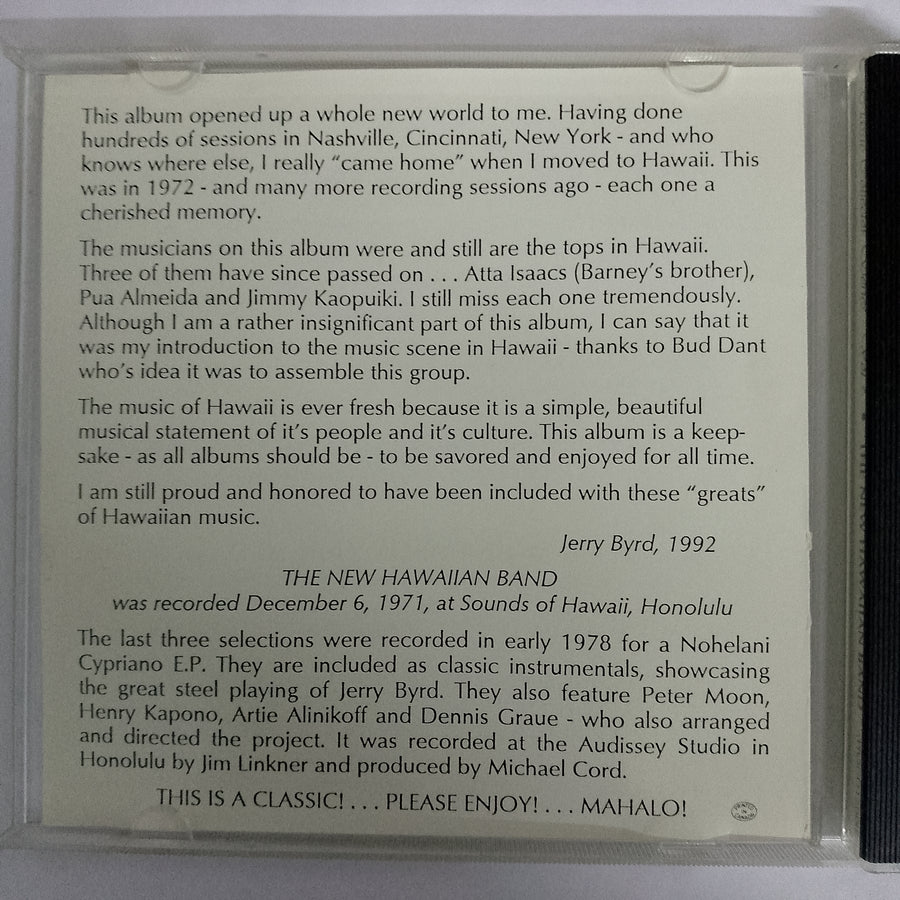 This album opened up a whole new world to me. Having done
hundreds of sessions in Nashville, Cincinnati, New York - and who
knows where else, I really “came home” when I moved to Hawaii. This
was in 1972 - and many more recording sessions ago - each one a
cherished memory.
The musicians on this album were and still are the tops in Hawaii.
Three of them have since passed on . . . Atta Isaacs (Barney's brother),
Pua Almeida and Jimmy Kaopuiki. I still miss each one tremendously.
Although I am a rather insignificant part of this album, I can say that it
was my introduction to the music scene in Hawaii - thanks to Bud Dant
who's idea it was to assemble this group.
The music of Hawaii is ever fresh because it is a simple, beautiful
musical statement of it's people and it's culture. This album is a keep-
sake - as all albums should be - to be savored and enjoyed for all time.
I am still proud and honored to have been included with these “greats”
of Hawaiian music.
Jerry Byrd, 1992
THE NEW HAWAIIAN BAND
was recorded December 6, 1971, at Sounds of Hawaii, Honolulu
The last three selections were recorded in early 1978 for a Nohelani
Cypriano E.P. They are included as classic instrumentals, showcasing
the great steel playing of Jerry Byrd. They also feature Peter Moon,
Henry Kapono, Artie Alinikoff and Dennis Graue - who also arranged
and directed the project. It was recorded at the Audissey Studio in
Honolulu by Jim Linkner and produced by Michael Cord.
THIS IS A CLASSIC! . . . PLEASE ENJOY! . . . MAHALO!
PRINTED
IN
CANADA